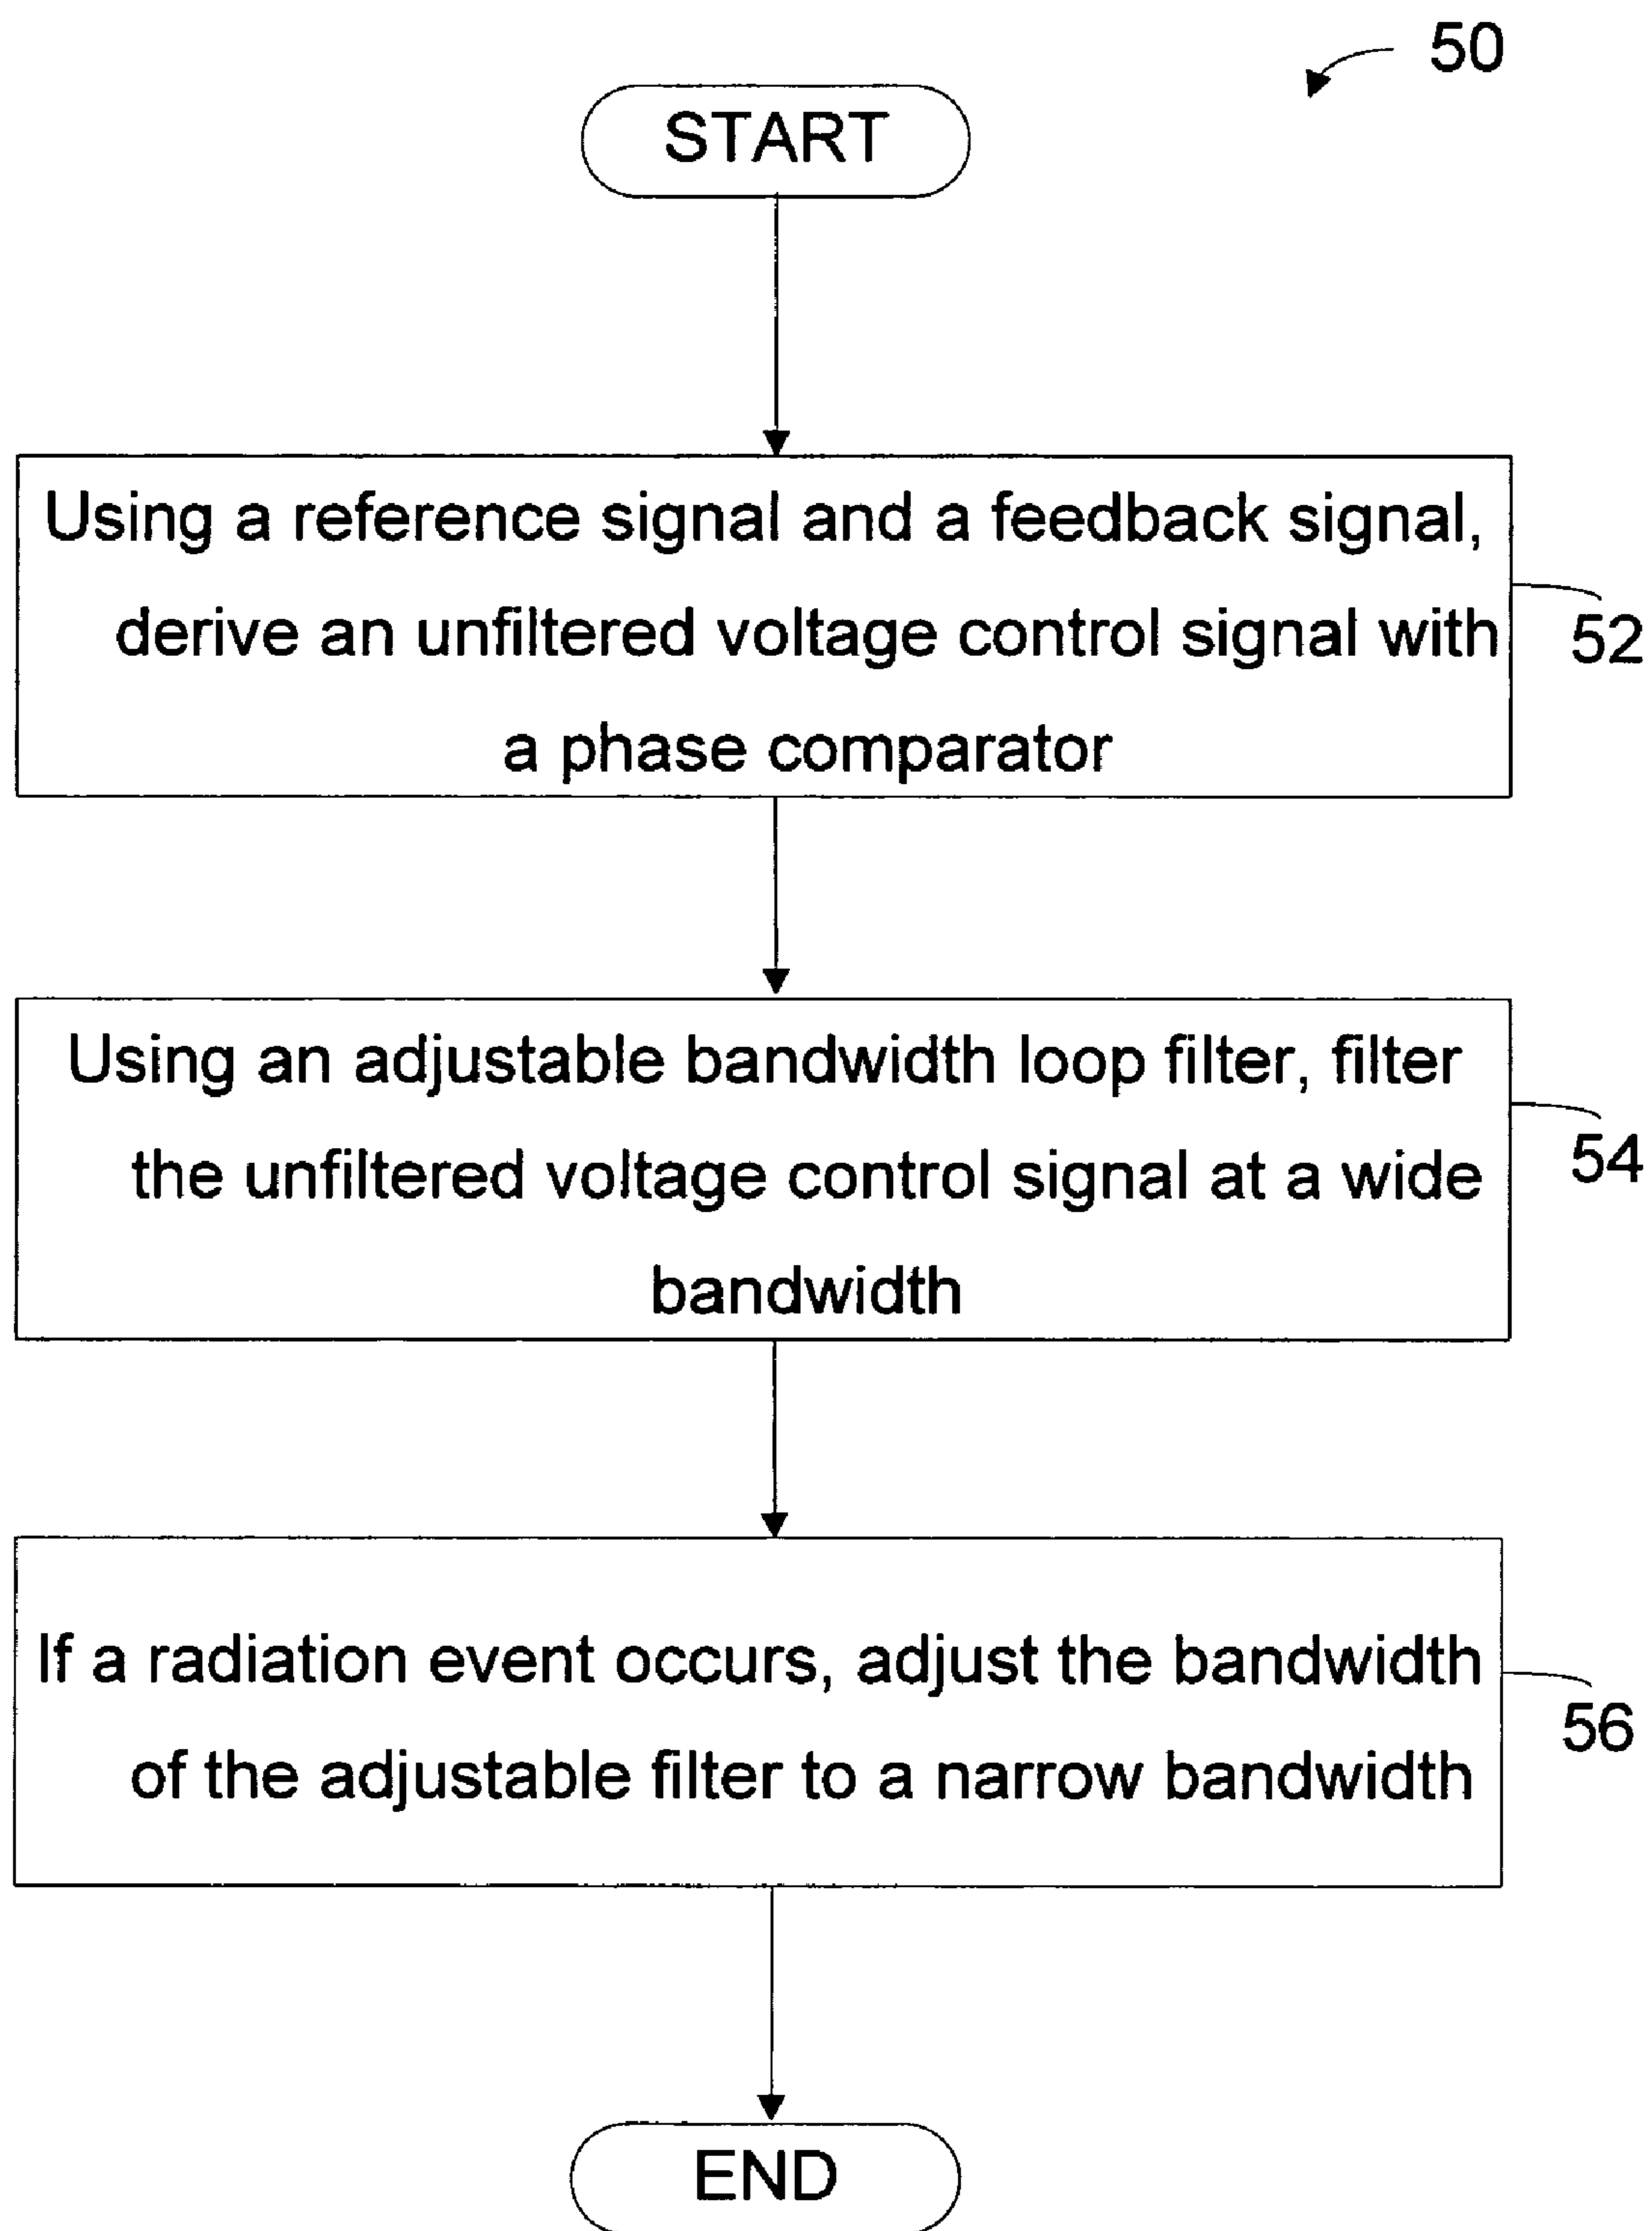 50
START
Using a reference signal and a feedback signal,
derive an unfiltered voltage control signal with
a phase comparator
52
Using an adjustable bandwidth loop filter, filter
the unfiltered voltage control signal at a wide
bandwidth
54
If a radiation event occurs, adjust the bandwidth
of the adjustable filter to a narrow bandwidth
56
END